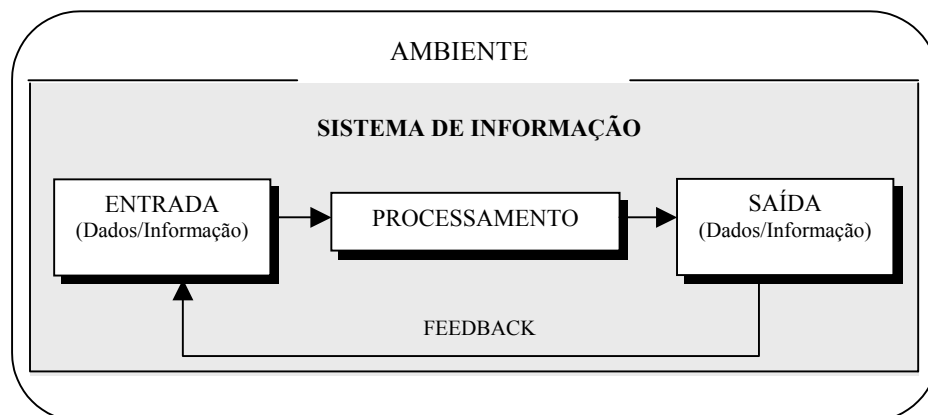 AMBIENTE
SISTEMA DE INFORMAÇÃO
ENTRADA
(Dados/Informação)
PROCESSAMENTO
SAÍDA
(Dados/Informação)
FEEDBACK